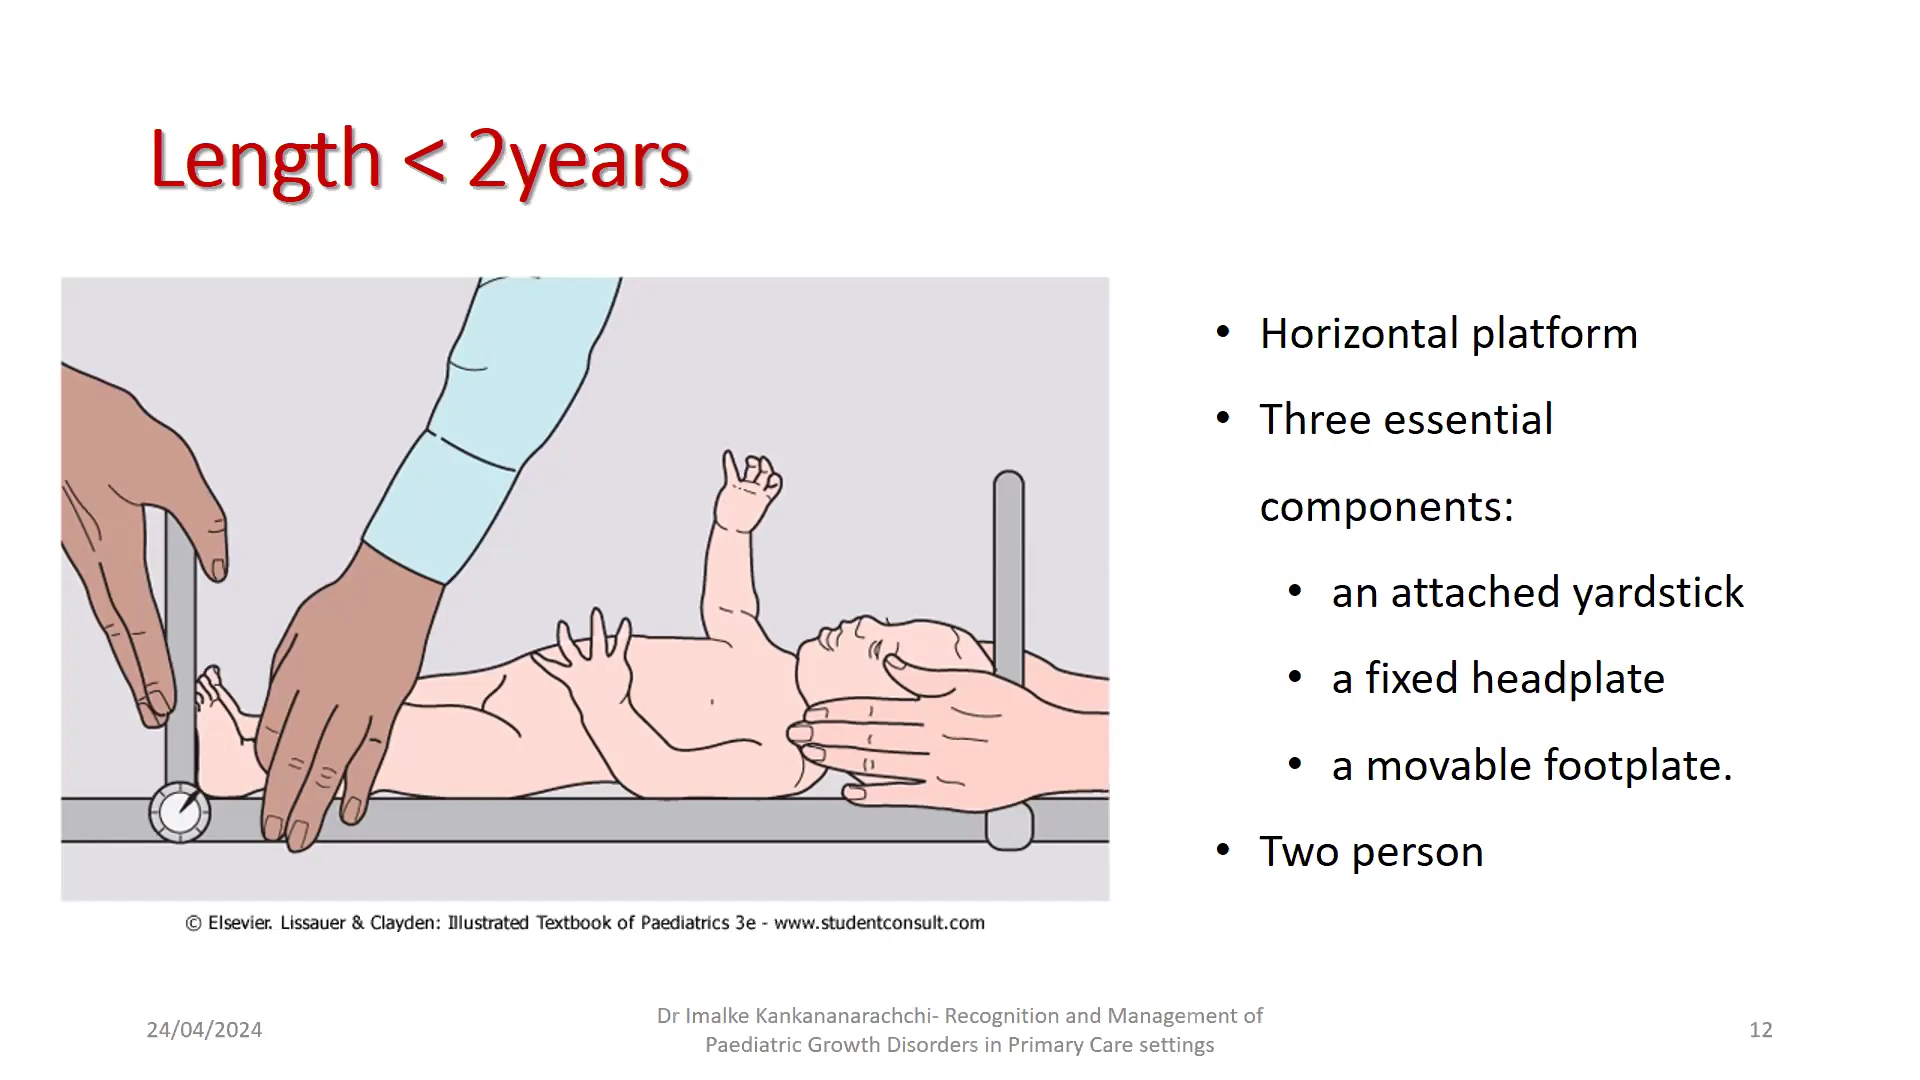 Length < 2years
• Horizontal platform
• Three essential
components:
• an attached yardstick
• a fixed headplate
• a movable footplate.
• Two person
© Elsevier. Lissauer & Clayden: Illustrated Textbook of Paediatrics 3e - www.studentconsult.com
24/04/2024
Dr Imalke Kankananarachchi- Recognition and Management of
Paediatric Growth Disorders in Primary Care settings
12